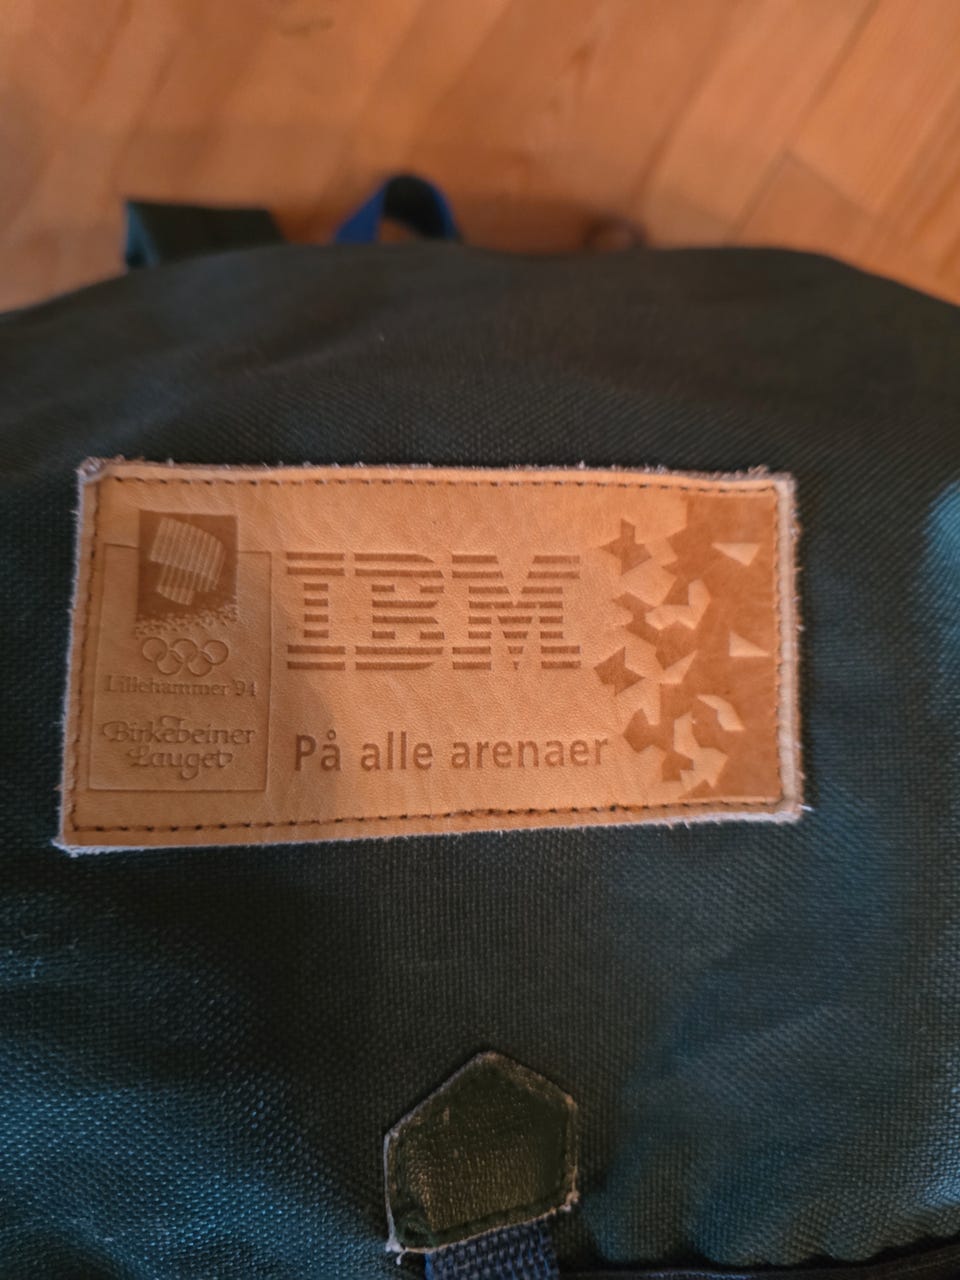 Lillehammer'94
Birkebeiner
Lauget
IBM
På alle arenaer